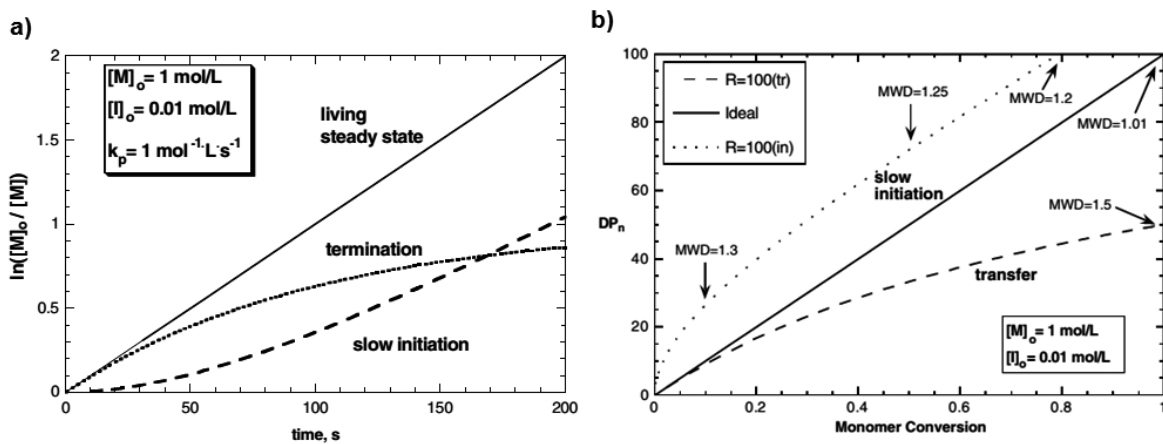 a)
2
1.5
1
0.5
0
0
50
100
150
200
ln([M]o / [M])
time, s
[M]o = 1 mol/L
[I]o = 0.01 mol/L
kp = 1 mol-1·L·s-1
living
steady state
termination
slow initiation
b)
100
80
60
40
20
0
0
0.2
0.4
0.6
0.8
1
DPn
Monomer Conversion
R=100(tr)
Ideal
R=100(in)
MWD=1.25
MWD=1.2
MWD=1.01
slow
initiation
MWD=1.5
MWD=1.3
transfer
[M]o = 1 mol/L
[I]o = 0.01 mol/L